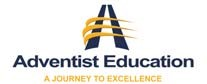 Adventist Education
A JOURNEY TO EXCELLENCE